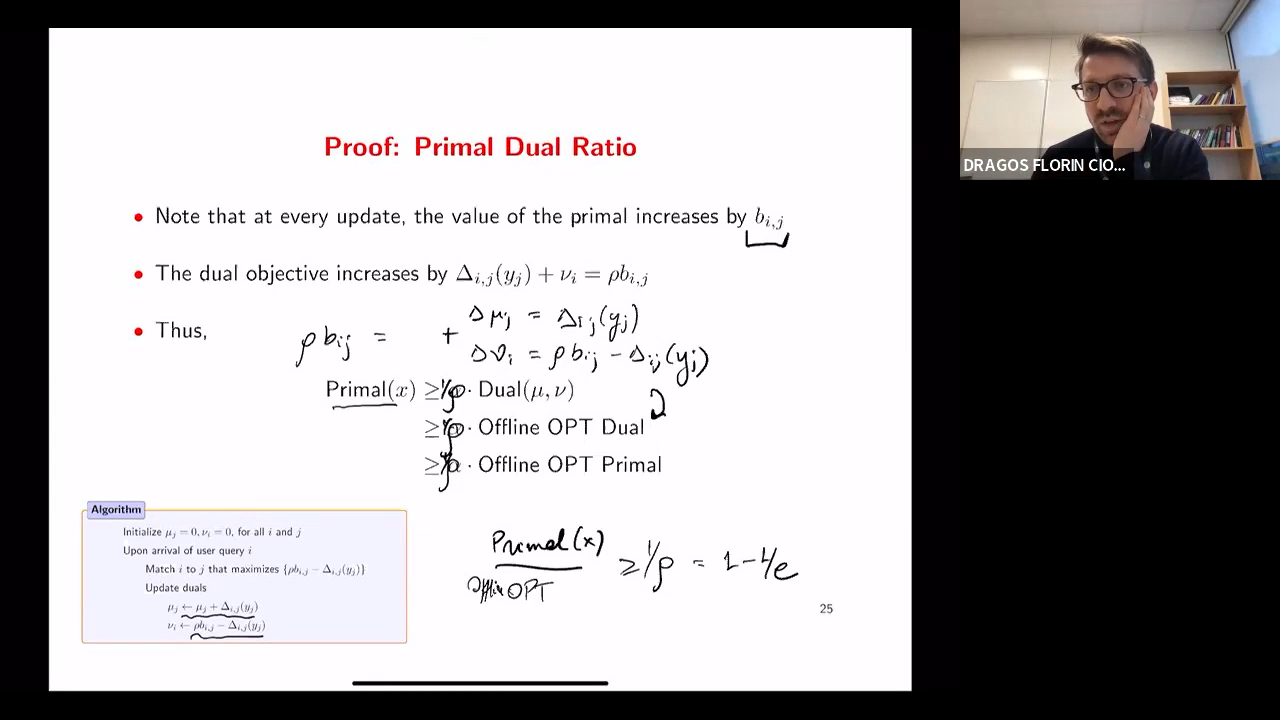 Proof: Primal Dual Ratio
• Note that at every update, the value of the primal increases by b_{i,j}
• The dual objective increases by Δ_{i,j}(y_j) + ν_i = ρb_{i,j}
• Thus,
ρ b_{ij} = + Δμ_j = Δ_{ij}(y_j)
Δν_i = ρ b_{ij} - Δ_{ij}(y_j)
Primal(x) ≥ 1/ρ · Dual(μ, ν)
≥ 1/ρ · Offline OPT Dual
≥ 1/ρ · Offline OPT Primal
Algorithm
Initialize μ_j = 0, ν_i = 0, for all i and j
Upon arrival of user query i
Match i to j that maximizes {ρb_{i,j} − Δ_{i,j}(y_j)}
Update duals
μ_j ← μ_j + Δ_{i,j}(y_j)
ν_i ← ρb_{i,j} − Δ_{i,j}(y_j)
Primal(x)
Offline OPT
≥ 1/ρ = 1 - 1/e
25
DRAGOS FLORIN CIO...